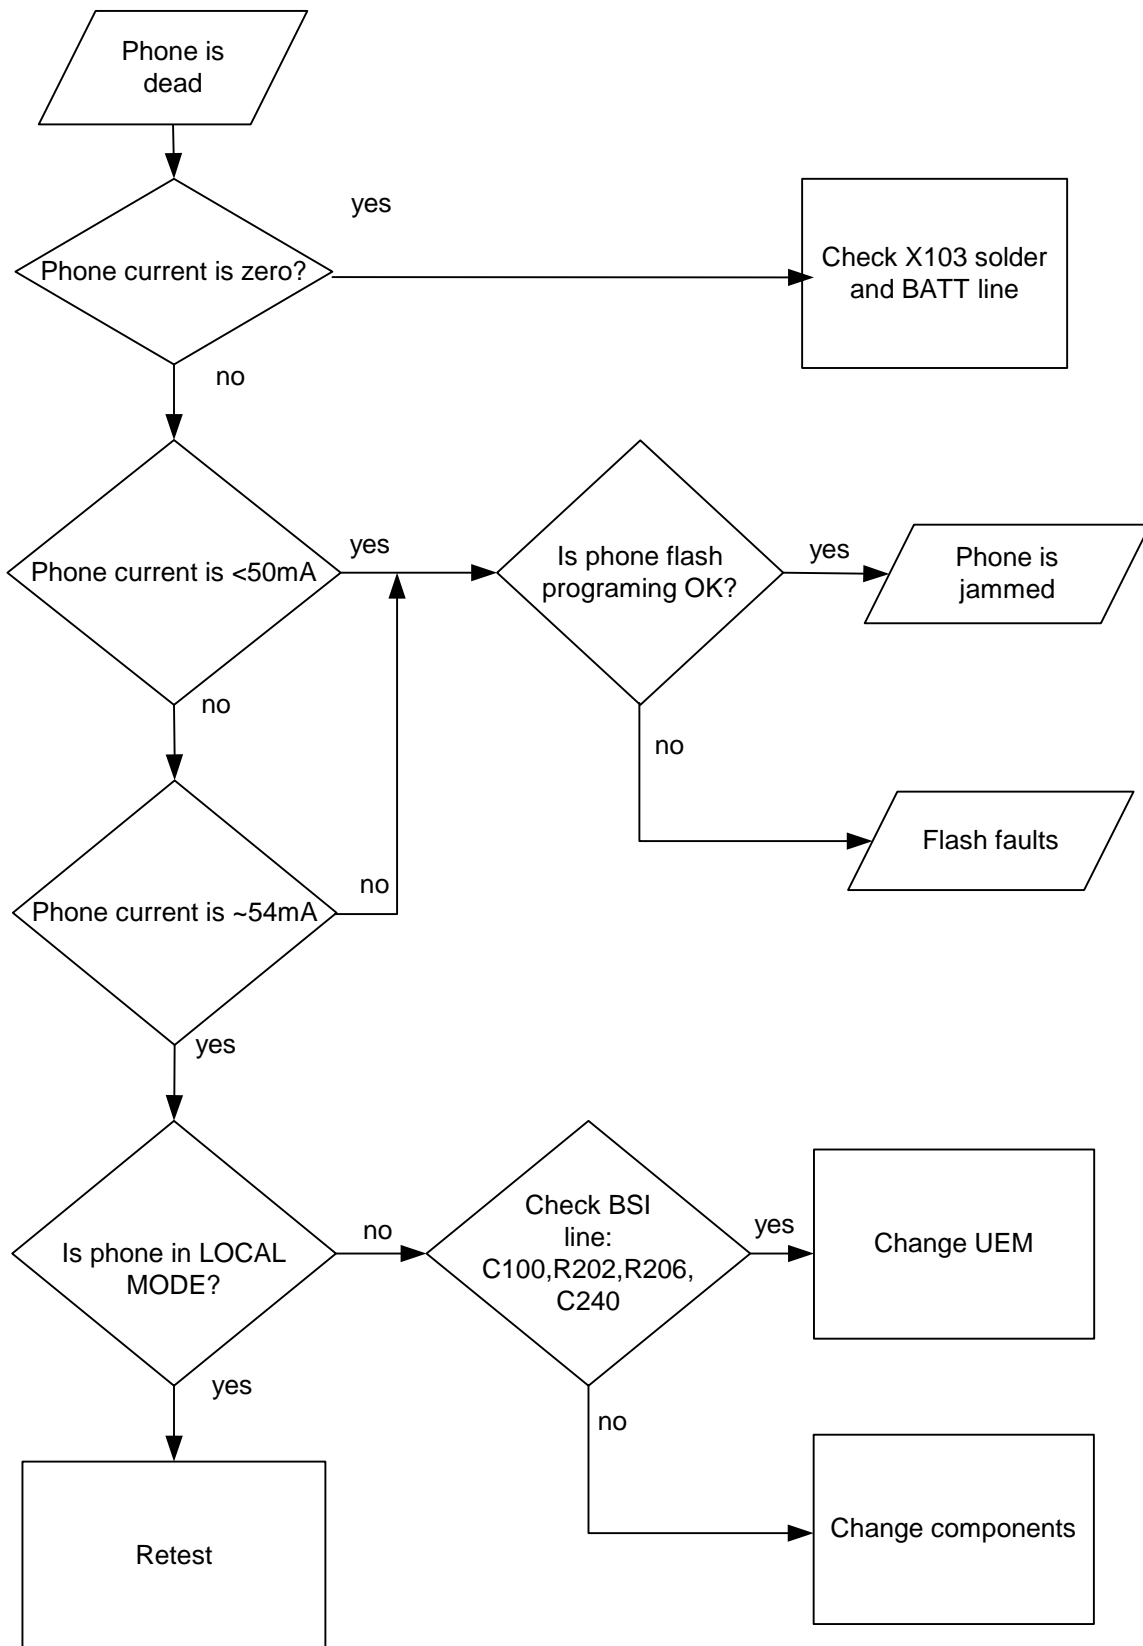 Phone is
dead
yes
Phone current is zero?
Check X103 solder
and BATT line
no
Phone current is <50mA
yes
Is phone flash
programing OK?
yes
Phone is
jammed
no
no
Flash faults
Phone current is ~54mA
no
yes
Is phone in LOCAL
MODE?
no
Check BSI
line:
C100,R202,R206,
C240
yes
Change UEM
yes
no
Change components
Retest